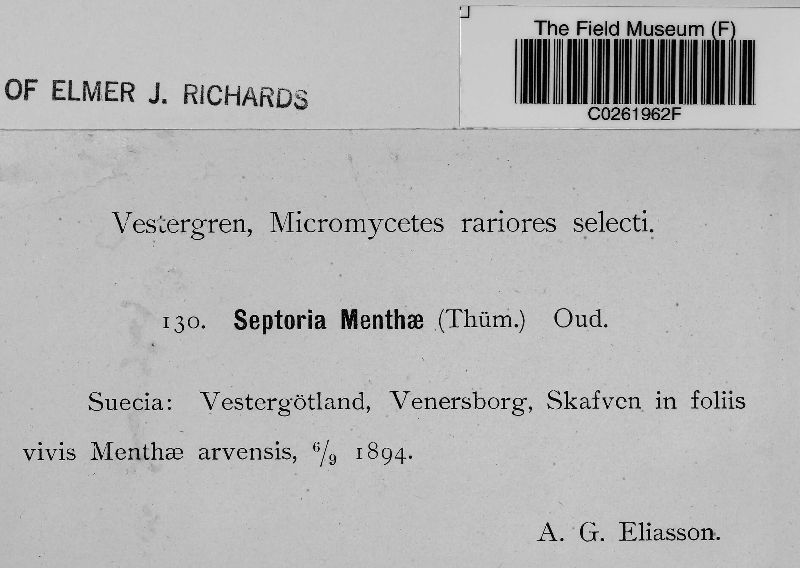 The Field Museum (F)
C0261962F
OF ELMER J. RICHARDS
Vestergren, Micromycetes rariores selecti.
130. Septoria Menthæ (Thüm.) Oud.
Suecia: Vestergötland, Venersborg, Skafven in foliis
vivis Menthæ arvensis, 6/9 1894.
A. G. Eliasson.